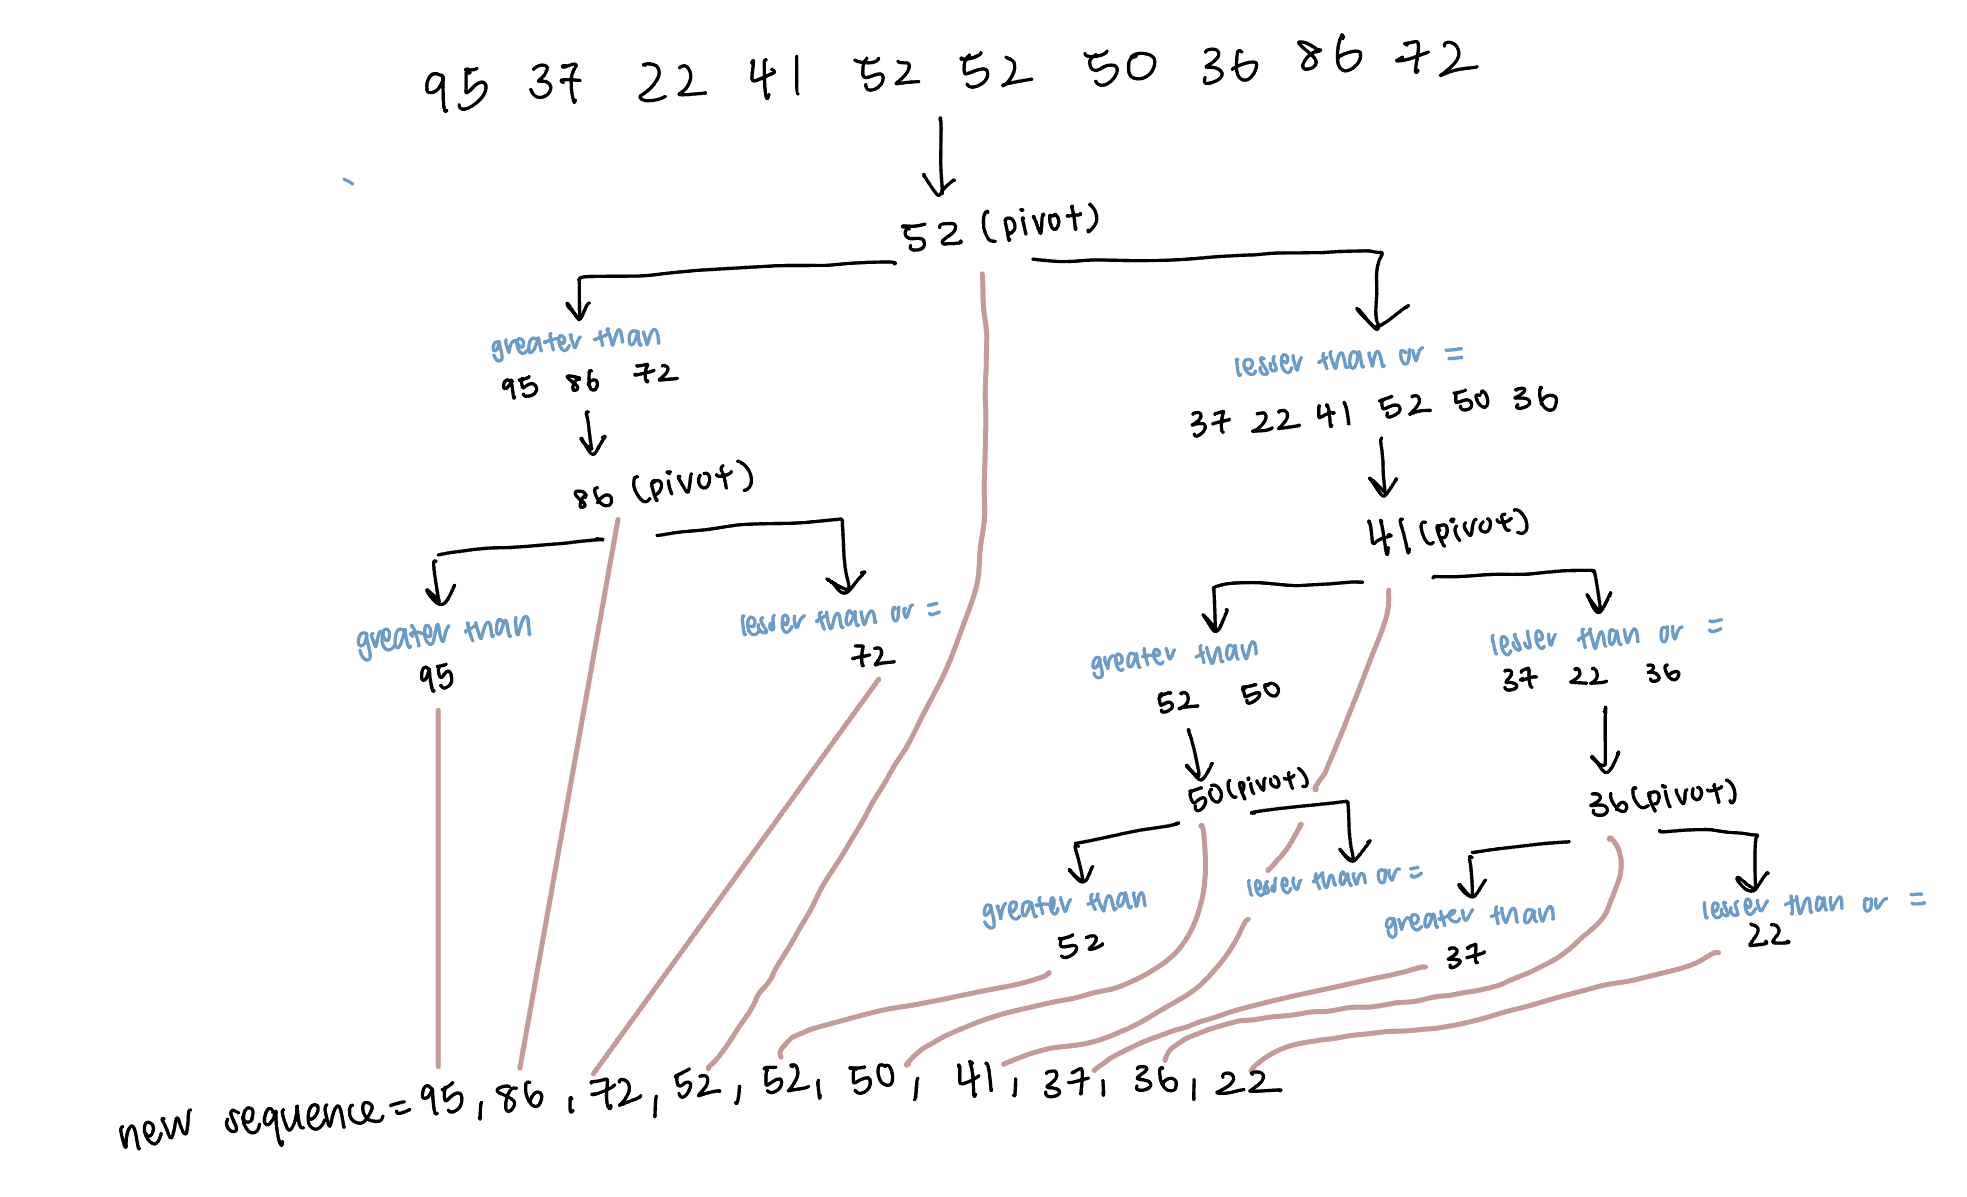 95 37 22 41 52 52 50 36 86 72
52 (pivot)
greater than
95 86 72
lesser than or =
37 22 41 52 50 36
86 (pivot)
41 (pivot)
greater than
95
lesser than or =
72
greater than
52 50
lesser than or =
37 22 36
50 (pivot)
36 (pivot)
greater than
52
lesser than or =
greater than
37
lesser than or =
22
new sequence = 95, 86, 72, 52, 52, 50, 41, 37, 36, 22